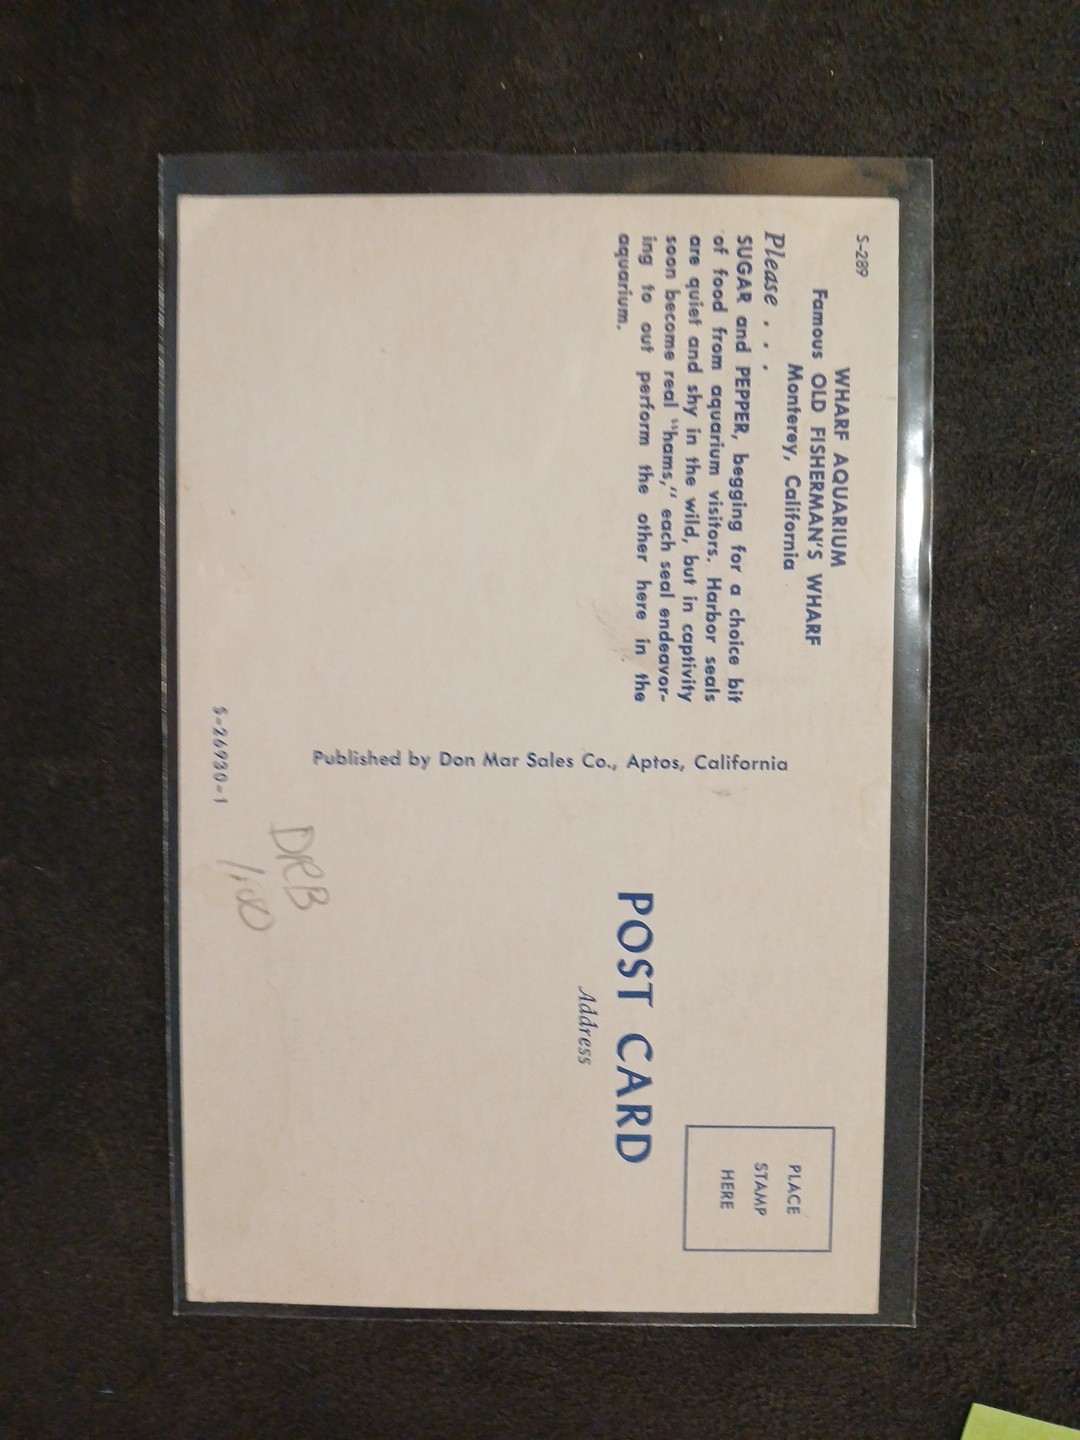 S-289
WHARF AQUARIUM
Famous OLD FISHERMAN'S WHARF
Monterey, California
Please . . .
SUGAR and PEPPER, begging for a choice bit
of food from aquarium visitors. Harbor seals
are quiet and shy in the wild, but in captivity
soon become real "hams," each seal endeavor-
ing to out perform the other here in the
aquarium.
Published by Don Mar Sales Co., Aptos, California
S-26930-1
DRB
1.00
POST CARD
Address
PLACE
STAMP
HERE